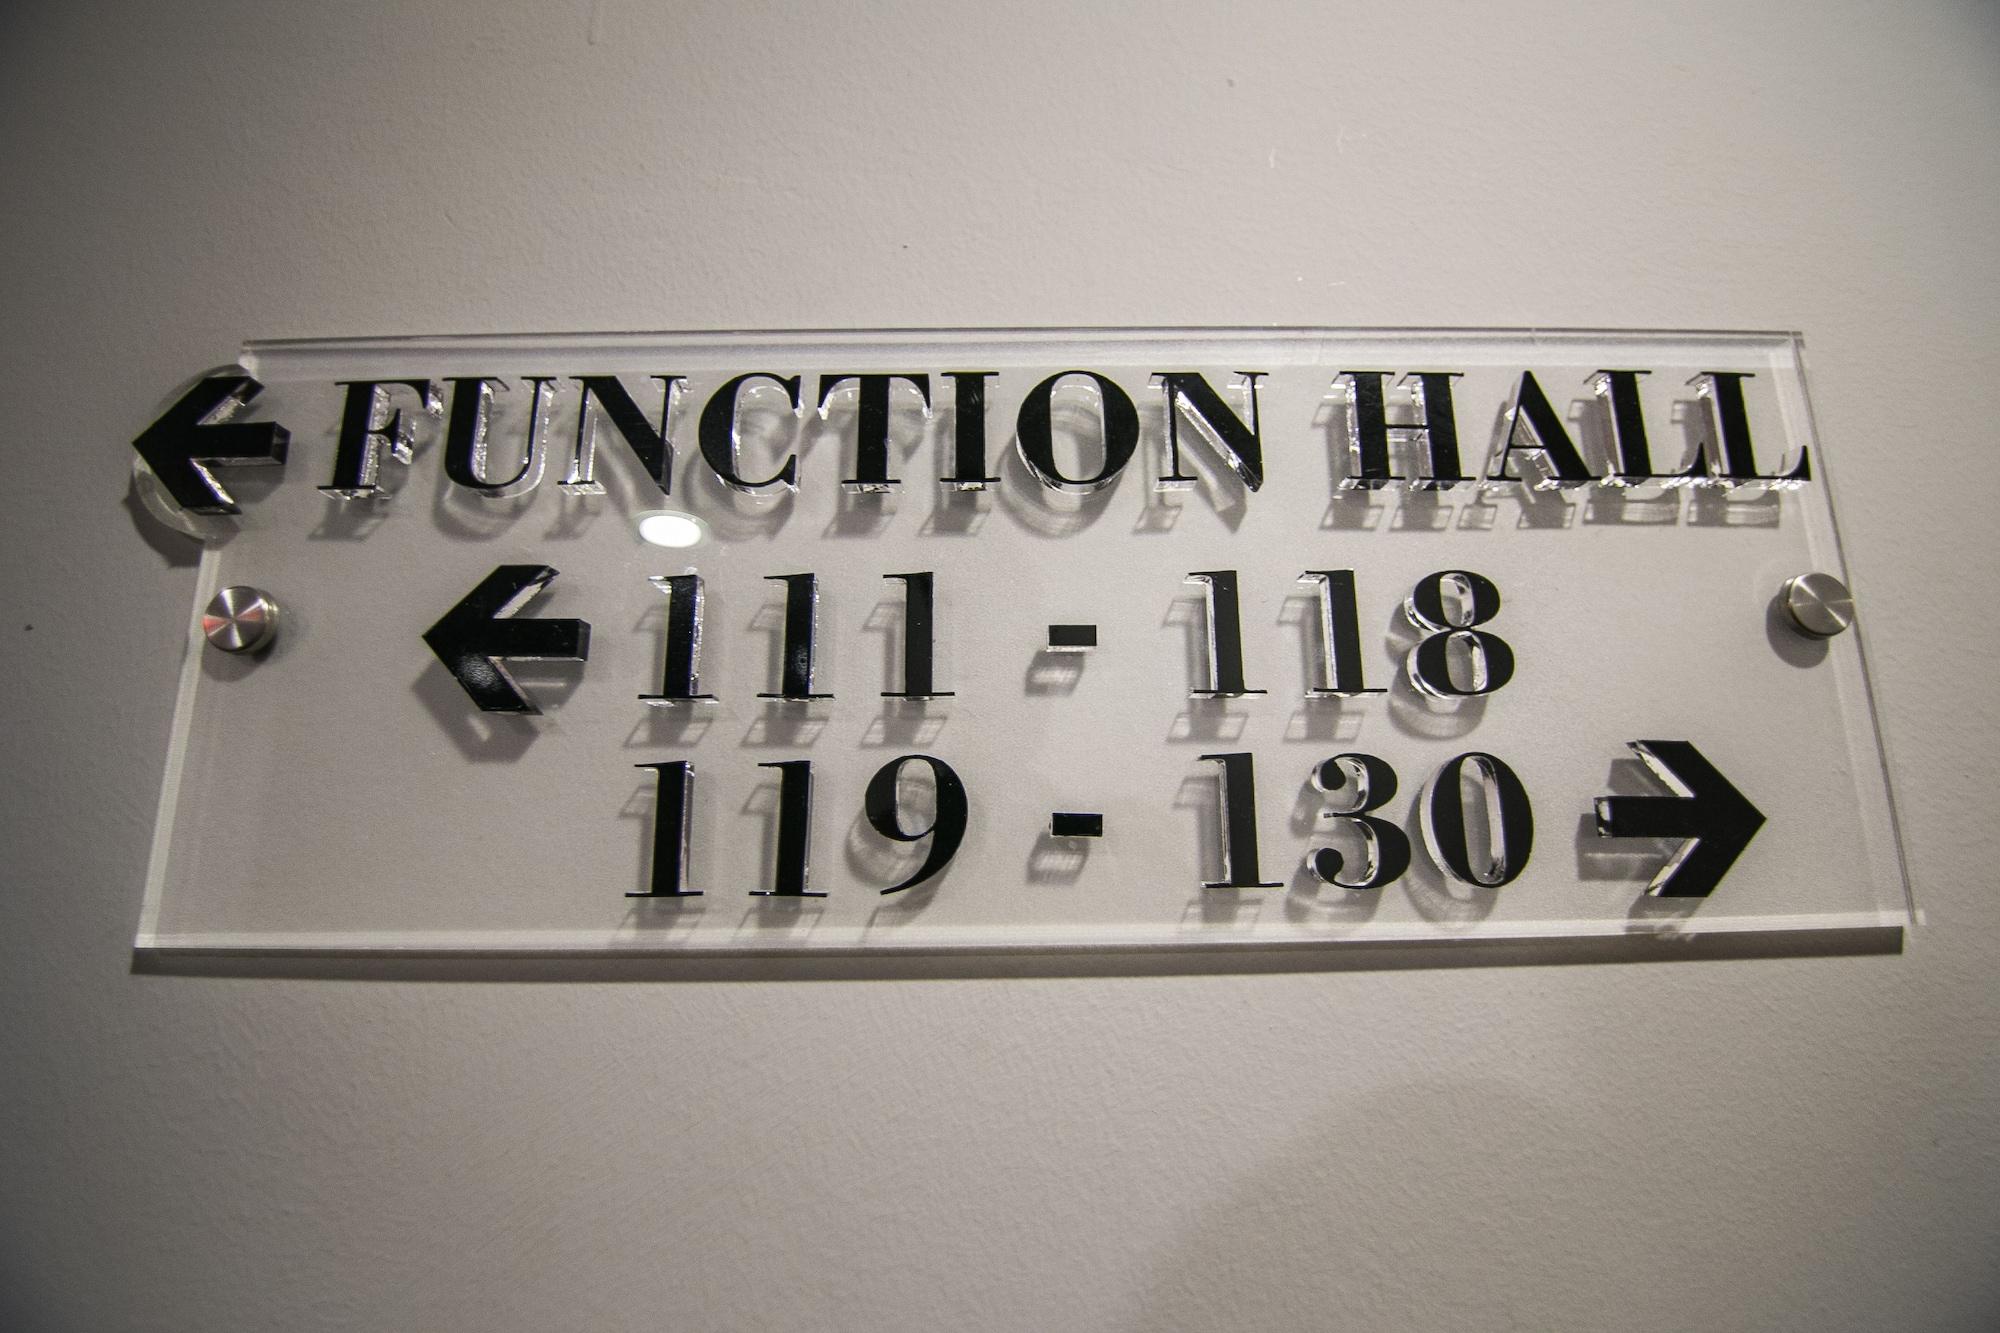 ← FUNCTION HALL
← 111 - 118
119 - 130 →